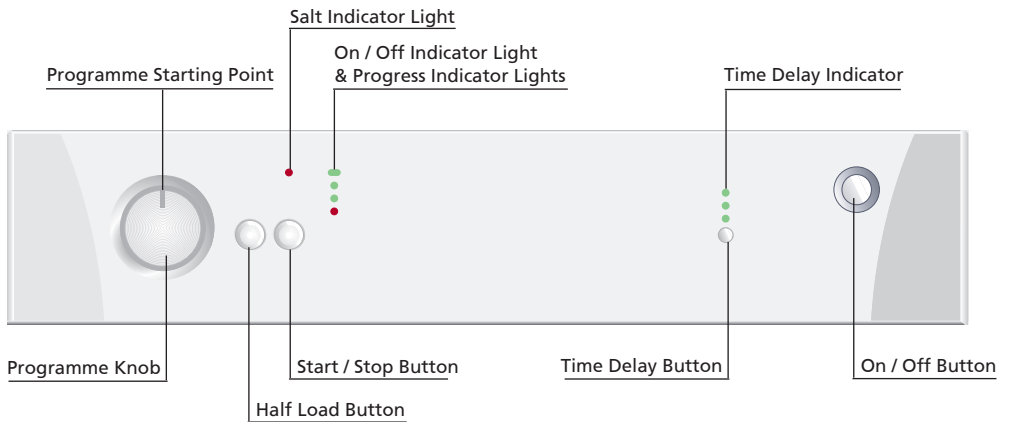 Salt Indicator Light
On / Off Indicator Light
& Progress Indicator Lights
Programme Starting Point
Time Delay Indicator
Programme Knob
Start / Stop Button
Time Delay Button
On / Off Button
Half Load Button